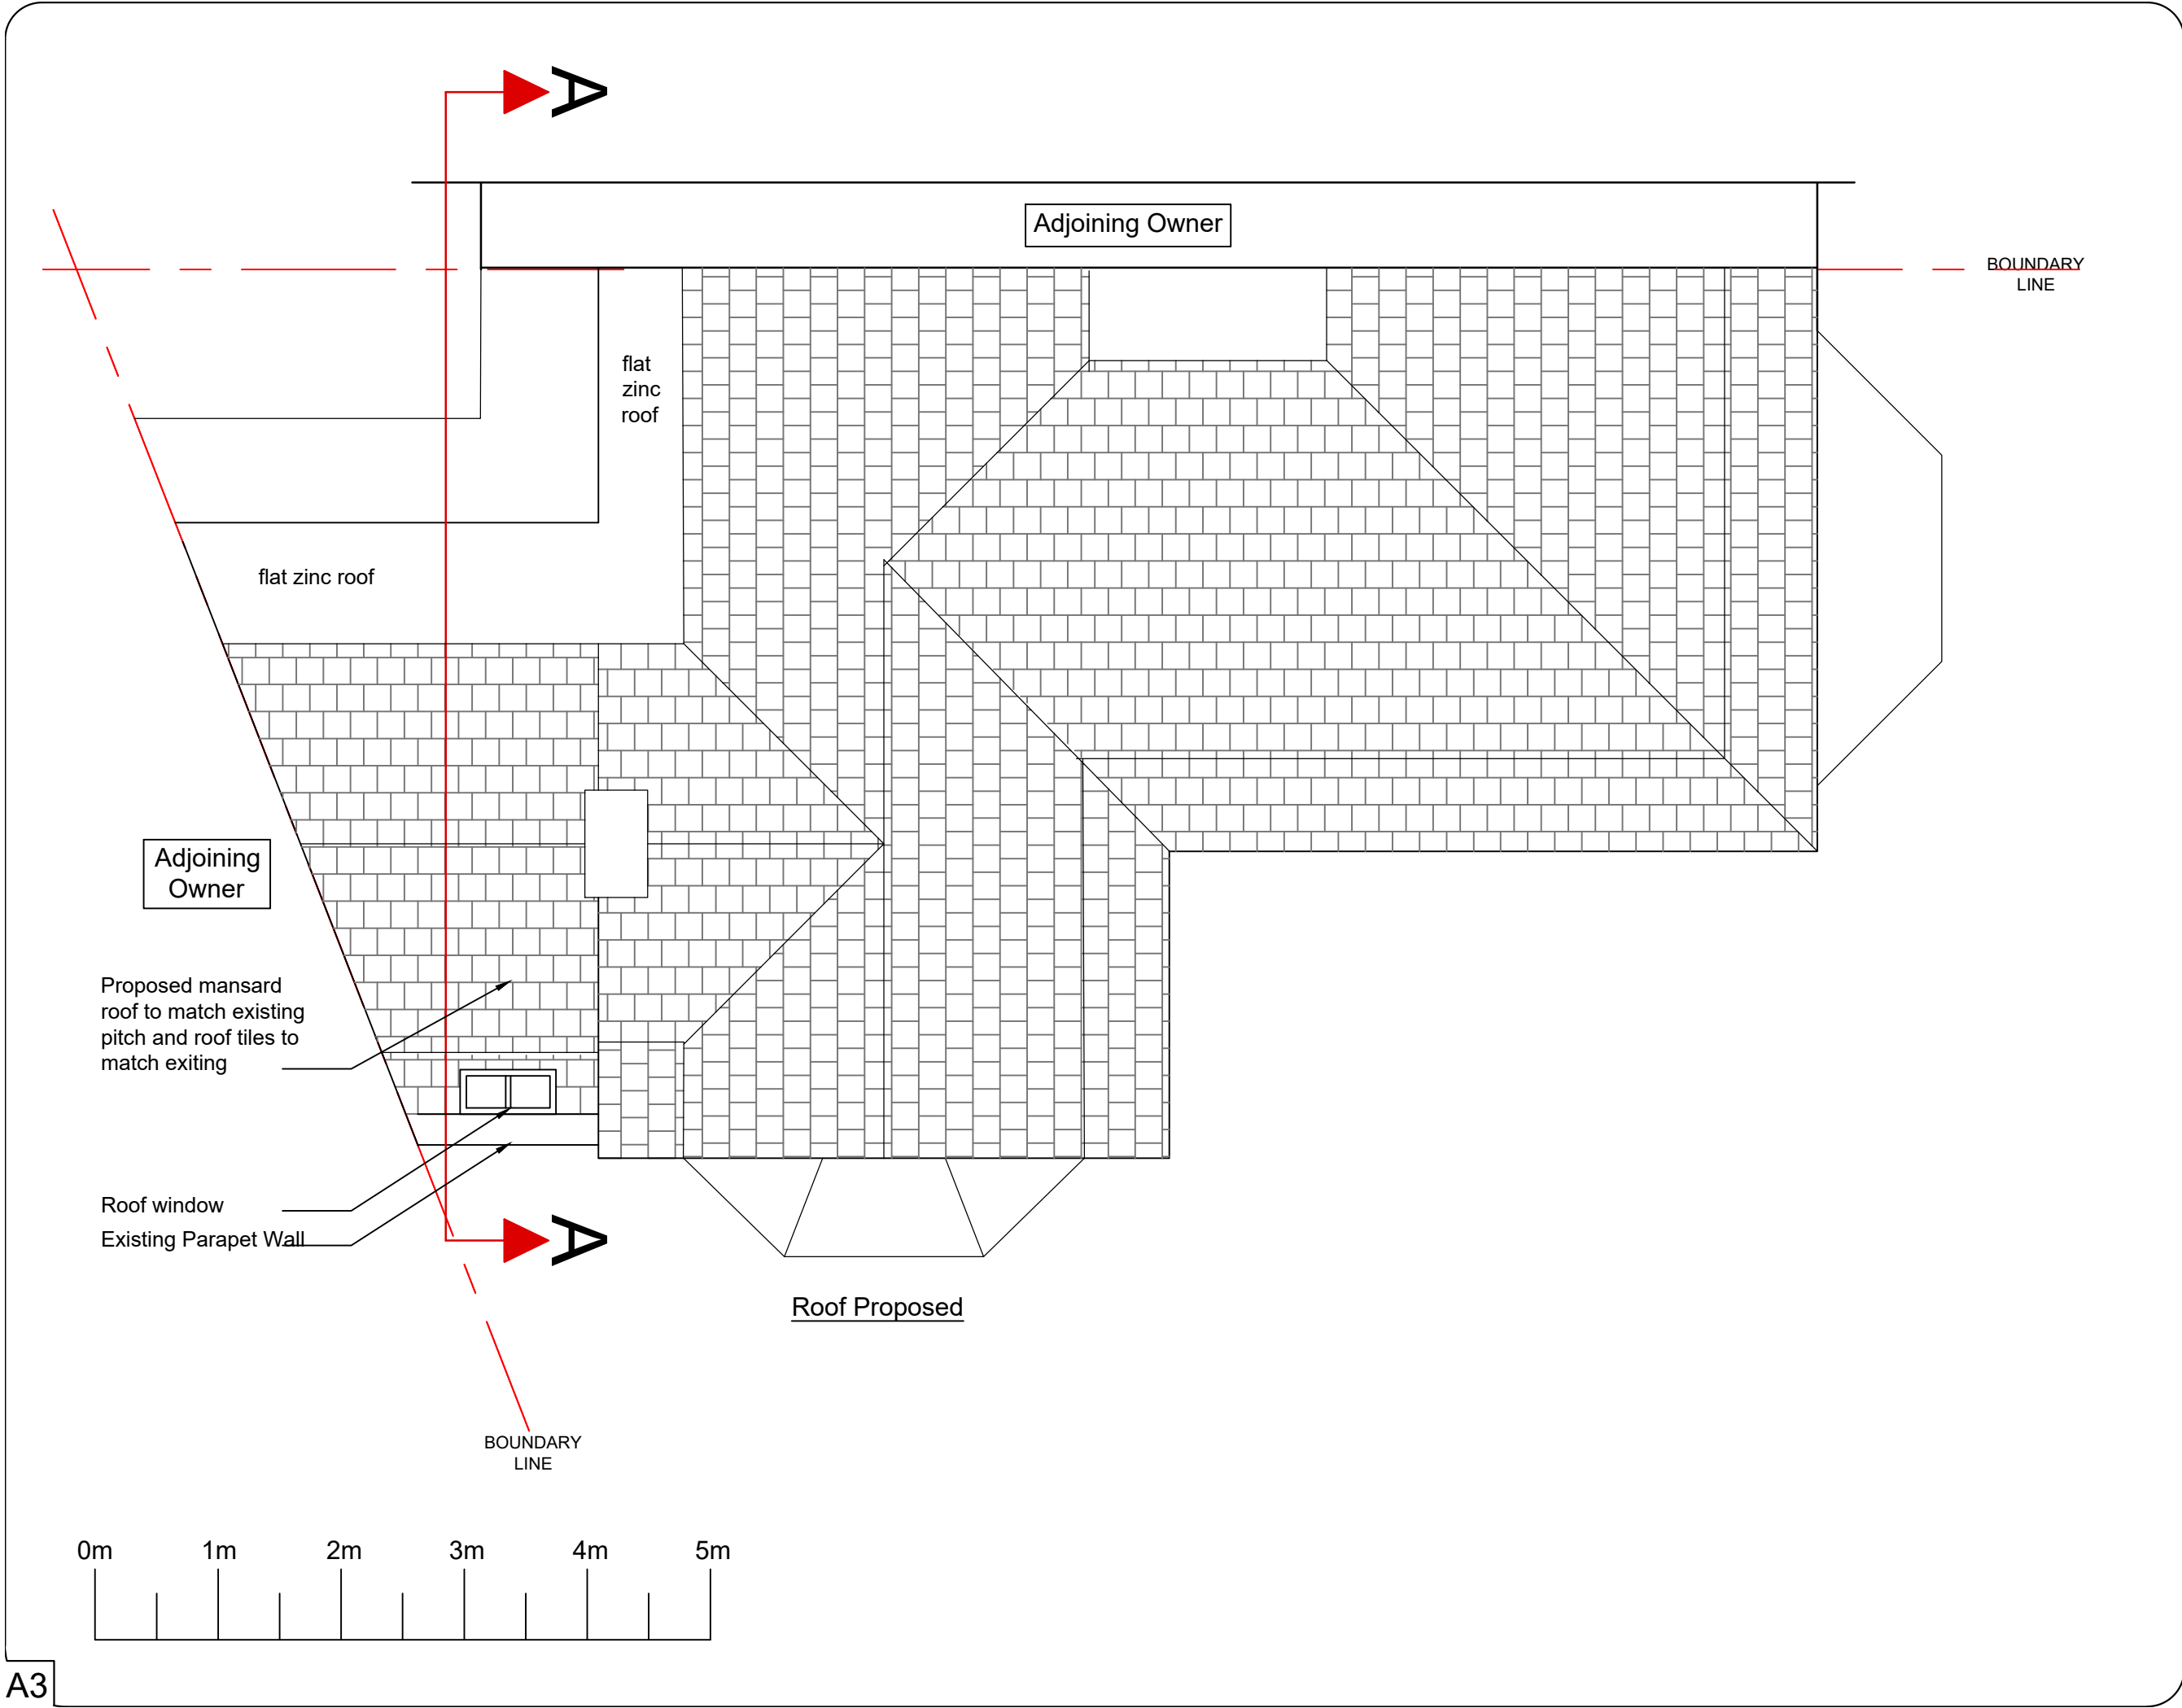 A
Adjoining Owner
BOUNDARY
LINE
flat
zinc
roof
flat zinc roof
Adjoining
Owner
Proposed mansard
roof to match existing
pitch and roof tiles to
match exiting
Roof window
Existing Parapet Wall
A
Roof Proposed
BOUNDARY
LINE
0m 1m 2m 3m 4m 5m
A3